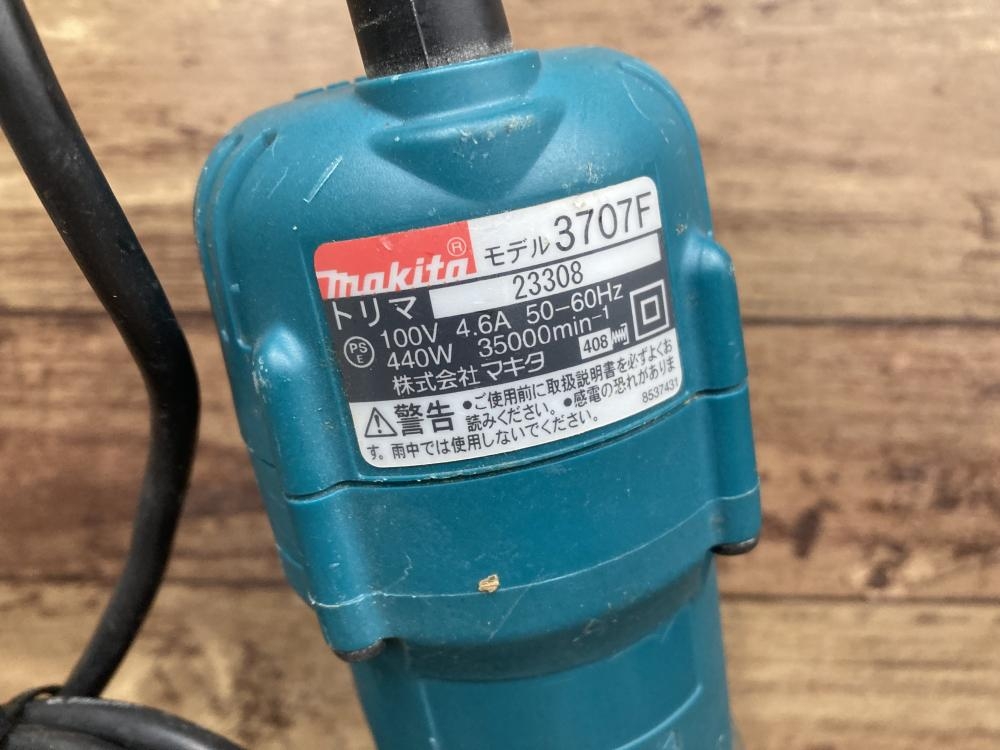 makita® モデル 3707F
トリマ 23308
PS E 100V 4.6A 50-60Hz
440W 35000min⁻¹
株式会社マキタ 408
警告 ●ご使用前に取扱説明書を必ずよくお
読みください。●感電の恐れがありま
す。雨中では使用しないでください。
8537431